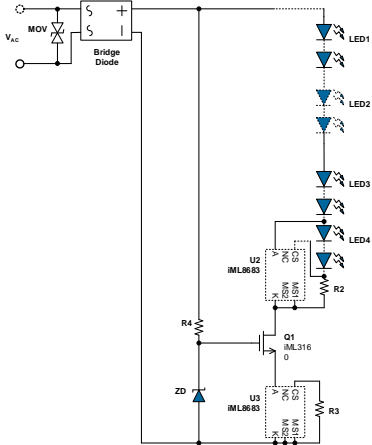 MOV
VAC
Bridge
Diode
LED1
LED2
LED3
LED4
U2
iML8683
A
NC
CS
K
MS2
MS1
R2
R4
Q1
iML316
0
ZD
U3
iML8683
A
NC
CS
K
MS2
MS1
R3